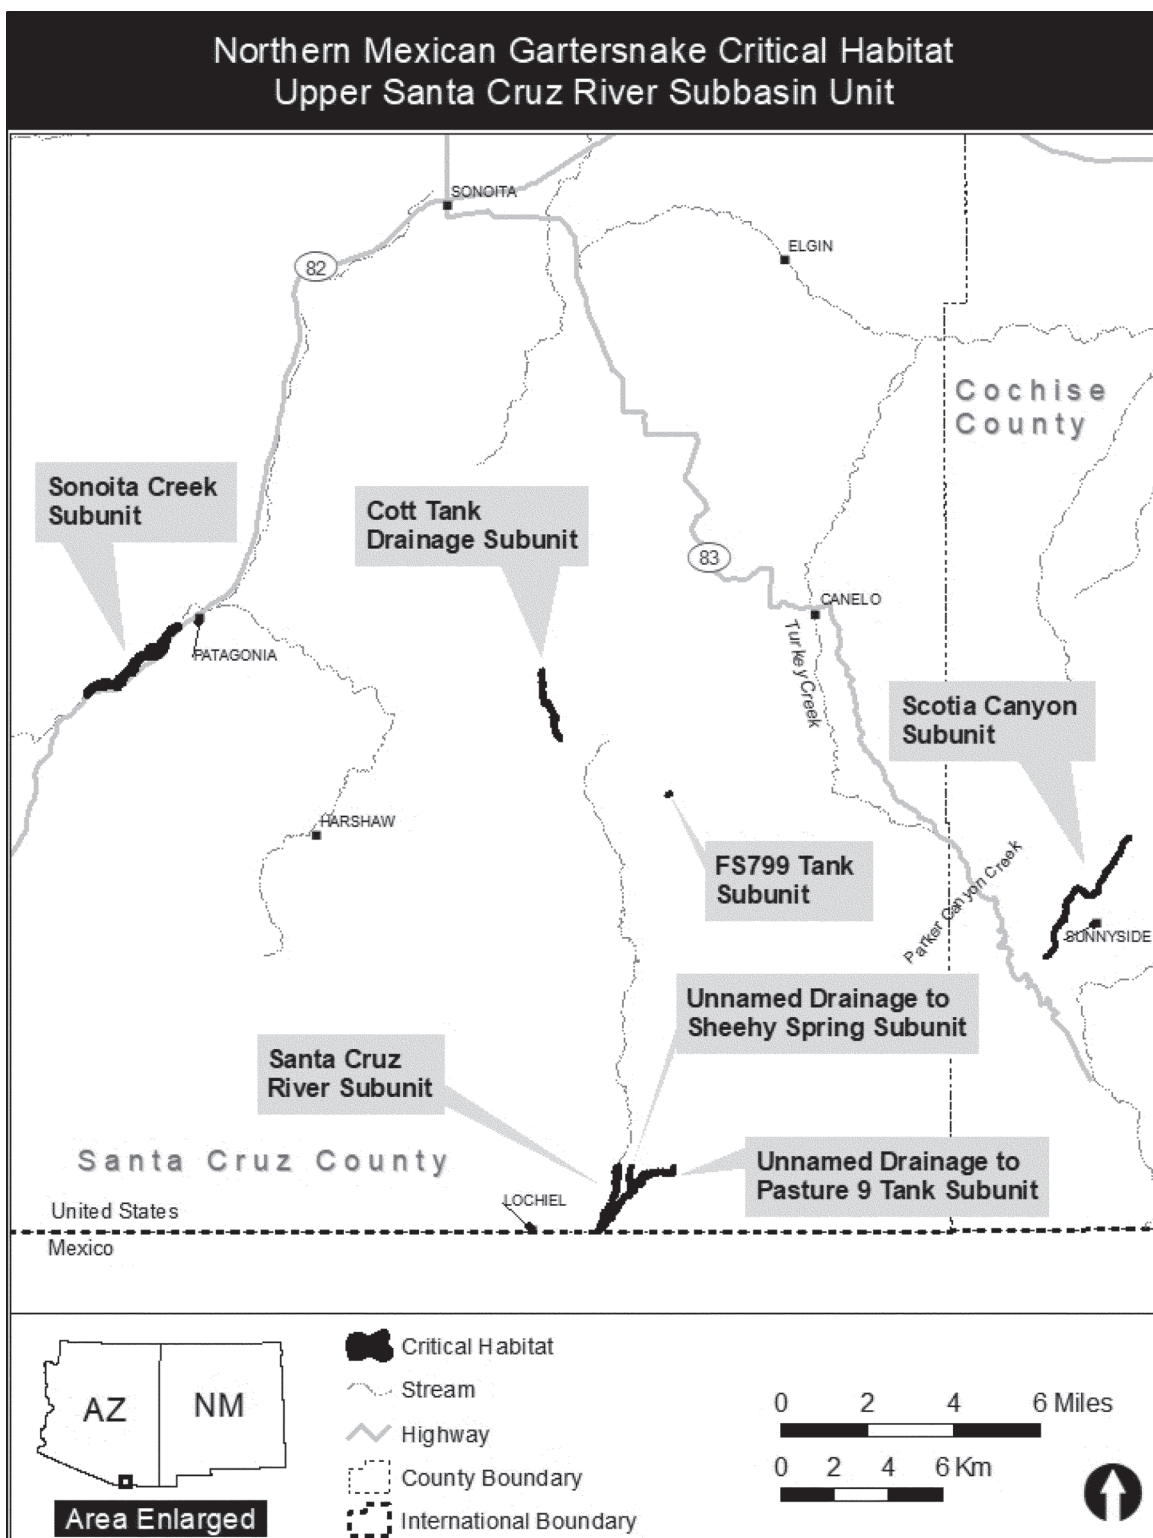 Northern Mexican Gartersnake Critical Habitat
Upper Santa Cruz River Subbasin Unit
SONOITA
ELGIN
82
Cochise
County
Sonoita Creek
Subunit
Cott Tank
Drainage Subunit
83
CANELO
PATAGONIA
Turkey Creek
Scotia Canyon
Subunit
HARSHAW
FS799 Tank
Subunit
Parker Canyon Creek
SUNNYSIDE
Unnamed Drainage to
Sheehy Spring Subunit
Santa Cruz
River Subunit
Santa Cruz County
Unnamed Drainage to
Pasture 9 Tank Subunit
LOCHIEL
United States
Mexico
AZ
NM
Area Enlarged
Critical Habitat
Stream
Highway
County Boundary
International Boundary
0 2 4 6 Miles
0 2 4 6 Km